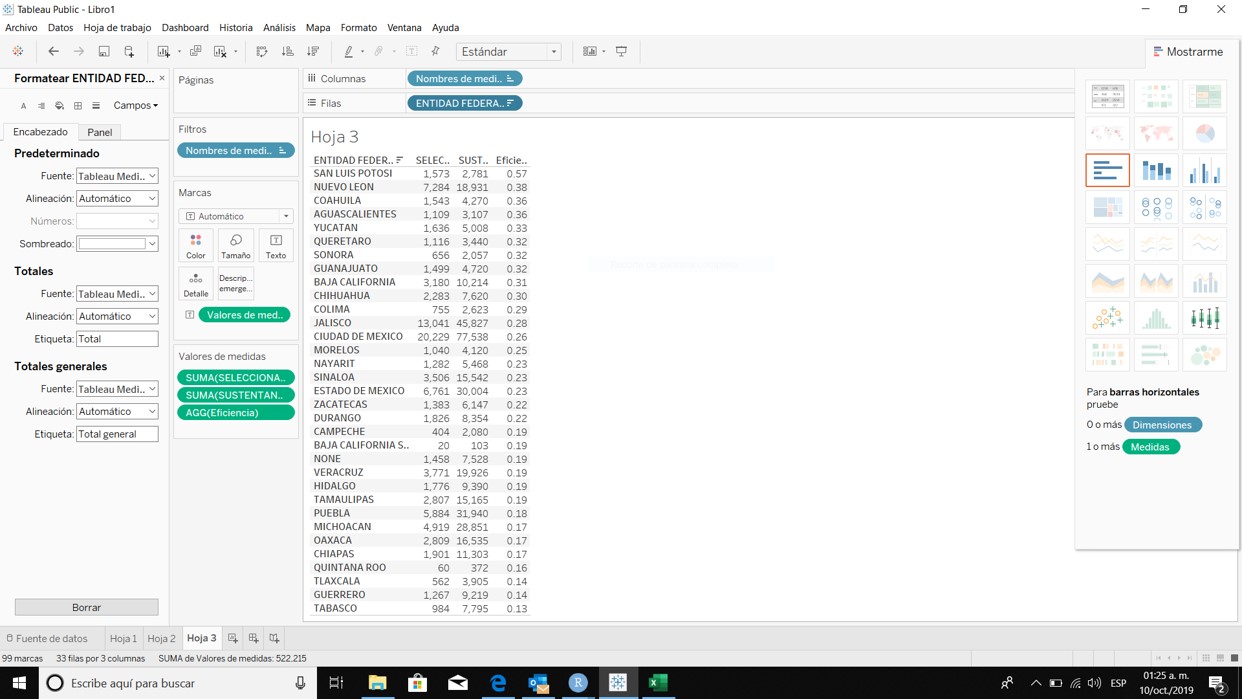 Tableau Public - Libro1
Archivo Datos Hoja de trabajo Dashboard Historia Análisis Mapa Formato Ventana Ayuda
Estándar
Mostrarme
Formatear ENTIDAD FED...
Campos
Encabezado Panel
Predeterminado
Fuente: Tableau Medi..
Alineación: Automático
Números:
Sombreado:
Totales
Fuente: Tableau Medi..
Alineación: Automático
Etiqueta: Total
Totales generales
Fuente: Tableau Medi..
Alineación: Automático
Etiqueta: Total general
Borrar
Páginas
Filtros
Nombres de medi..
Marcas
Automático
Color Tamaño Texto
Detalle Descrip... emerge...
Valores de med..
Valores de medidas
SUMA(SELECCIONA..
SUMA(SUSTENTAN..
AGG(Eficiencia)
Columnas Nombres de medi..
Filas ENTIDAD FEDERA..
Hoja 3
ENTIDAD FEDER.. SELEC.. SUST.. Eficie..
SAN LUIS POTOSI 1,573 2,781 0.57
NUEVO LEON 7,284 18,931 0.38
COAHUILA 1,543 4,270 0.36
AGUASCALIENTES 1,109 3,107 0.36
YUCATAN 1,636 5,008 0.33
QUERETARO 1,116 3,440 0.32
SONORA 656 2,057 0.32
GUANAJUATO 1,499 4,720 0.32
BAJA CALIFORNIA 3,180 10,214 0.31
CHIHUAHUA 2,283 7,620 0.30
COLIMA 755 2,623 0.29
JALISCO 13,041 45,827 0.28
CIUDAD DE MEXICO 20,229 77,538 0.26
MORELOS 1,040 4,120 0.25
NAYARIT 1,282 5,468 0.23
SINALOA 3,506 15,542 0.23
ESTADO DE MEXICO 6,761 30,004 0.23
ZACATECAS 1,383 6,147 0.22
DURANGO 1,826 8,354 0.22
CAMPECHE 404 2,080 0.19
BAJA CALIFORNIA S.. 20 103 0.19
NONE 1,458 7,528 0.19
VERACRUZ 3,771 19,926 0.19
HIDALGO 1,776 9,390 0.19
TAMAULIPAS 2,807 15,165 0.19
PUEBLA 5,884 31,940 0.18
MICHOACAN 4,919 28,851 0.17
OAXACA 2,809 16,535 0.17
CHIAPAS 1,901 11,303 0.17
QUINTANA ROO 60 372 0.16
TLAXCALA 562 3,905 0.14
GUERRERO 1,267 9,219 0.14
TABASCO 984 7,795 0.13
Para barras horizontales
pruebe
0 o más Dimensiones
1 o más Medidas
Fuente de datos Hoja 1 Hoja 2 Hoja 3
99 marcas 33 filas por 3 columnas SUMA de Valores de medidas: 522,215
Escribe aquí para buscar
ESP
01:25 a. m.
10/oct./2019
2